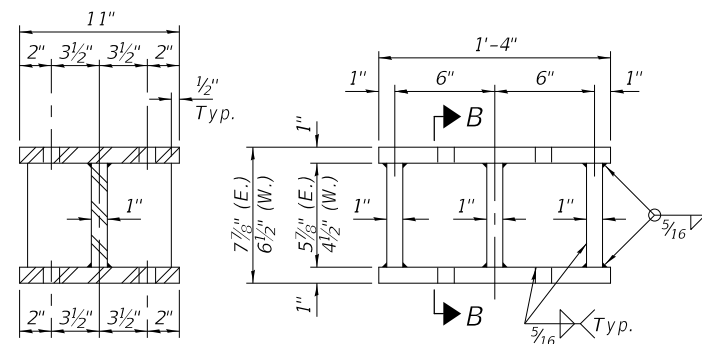 11"
2" 3½" 3½" 2"
½"
Typ.
1"
2" 3½" 3½" 2"
1'-4"
1" 6" 6" 1"
B
1"
7⅞" (E.)
6½" (W.)
5⅞" (E.)
4½" (W.)
1" 1" 1"
5/16
1"
B
5/16 Typ.